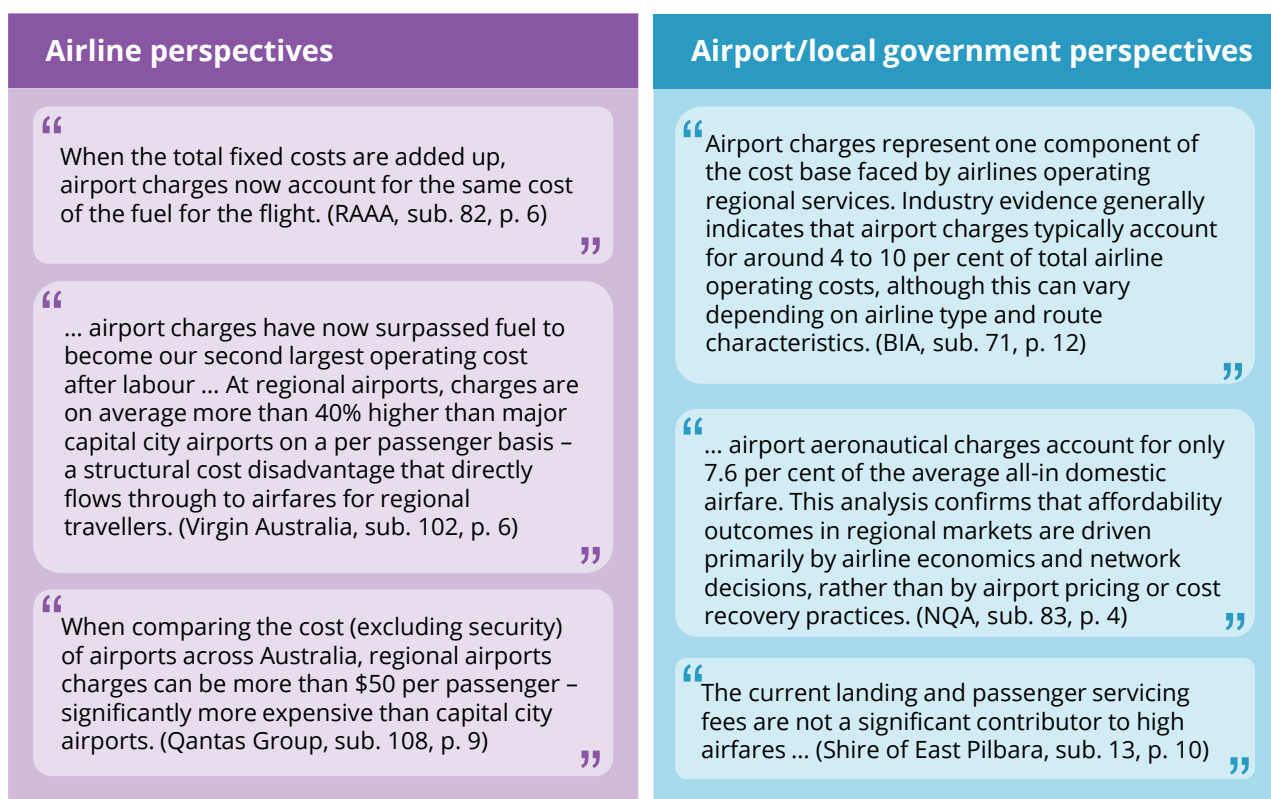 Airline perspectives
“
When the total fixed costs are added up,
airport charges now account for the same cost
of the fuel for the flight. (RAAA, sub. 82, p. 6)
”
“
... airport charges have now surpassed fuel to
become our second largest operating cost
after labour ... At regional airports, charges are
on average more than 40% higher than major
capital city airports on a per passenger basis –
a structural cost disadvantage that directly
flows through to airfares for regional
travellers. (Virgin Australia, sub. 102, p. 6)
”
“
When comparing the cost (excluding security)
of airports across Australia, regional airports
charges can be more than $50 per passenger –
significantly more expensive than capital city
airports. (Qantas Group, sub. 108, p. 9)
”
Airport/local government perspectives
“
Airport charges represent one component of
the cost base faced by airlines operating
regional services. Industry evidence generally
indicates that airport charges typically account
for around 4 to 10 per cent of total airline
operating costs, although this can vary
depending on airline type and route
characteristics. (BIA, sub. 71, p. 12)
”
“
... airport aeronautical charges account for only
7.6 per cent of the average all-in domestic
airfare. This analysis confirms that affordability
outcomes in regional markets are driven
primarily by airline economics and network
decisions, rather than by airport pricing or cost
recovery practices. (NQA, sub. 83, p. 4)
”
“
The current landing and passenger servicing
fees are not a significant contributor to high
airfares ... (Shire of East Pilbara, sub. 13, p. 10)
”